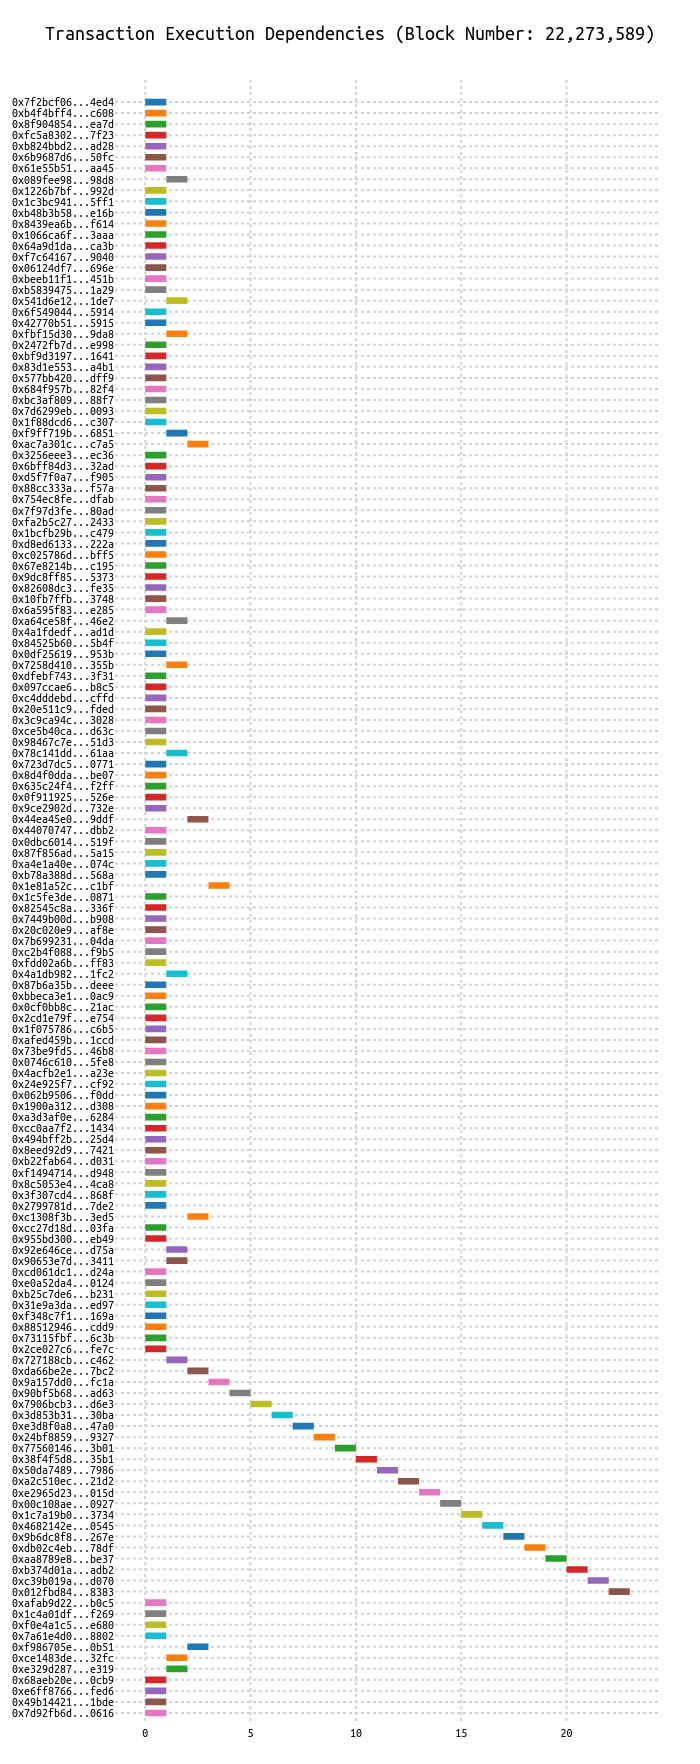 Transaction Execution Dependencies (Block Number: 22,273,589)
0x7f2bcf06...4ed4
0xb4f4bff4...c608
0x8f904854...ea7d
0xfc5a8302...7f23
0xb824bbd2...ad28
0x6b9687d6...50fc
0x61e55b51...aa45
0x089fee98...98d8
0x1226b7bf...992d
0x1c3bc941...5ff1
0xb48b3b58...e16b
0x8439ea6b...f614
0x1066ca6f...3aaa
0x64a9d1da...ca3b
0xf7c64167...9040
0x06124df7...696e
0xbeeb11f1...451b
0xb5839475...1a29
0x541d6e12...1de7
0x6f549044...5914
0x42770b51...5915
0xfbf15d30...9da8
0x2472fb7d...e998
0xbf9d3197...1641
0x83d1e553...a4b1
0x577bb420...dff9
0x684f957b...82f4
0xbc3af809...88f7
0x7d6299eb...0093
0x1f88dcd6...c307
0xf9ff719b...6851
0xac7a301c...c7a5
0x3256eee3...ec36
0x6bff84d3...32ad
0xd5f7f0a7...f905
0x88cc333a...f57a
0x754ec8fe...dfab
0x7f97d3fe...80ad
0xfa2b5c27...2433
0x1bcfb29b...c479
0xd8ed6133...222a
0xc025786d...bff5
0x67e8214b...c195
0x9dc8ff85...5373
0x82608dc3...fe35
0x10fb7ffb...3748
0x6a595f83...e285
0xa64ce58f...46e2
0x4a1fdedf...ad1d
0x84525b60...5b4f
0x0df25619...953b
0x7258d410...355b
0xdfebf743...3f31
0x097ccae6...b8c5
0xc4dddebd...cffd
0x20e511c9...fded
0x3c9ca94c...3028
0xce5b40ca...d63c
0x98467c7e...51d3
0x78c141dd...61aa
0x723d7dc5...0771
0x8d4f0dda...be07
0x635c24f4...f2ff
0x0f911925...526e
0x9ce2902d...732e
0x44ea45e0...9ddf
0x44070747...dbb2
0x0dbc6014...519f
0x87f856ad...5a15
0xa4e1a40e...074c
0xb78a388d...568a
0x1e81a52c...c1bf
0x1c5fe3de...0871
0x82545c8a...336f
0x7449b00d...b908
0x20c020e9...af8e
0x7b699231...04da
0xc2b4f088...f9b5
0xfdd02a6b...ff83
0x4a1db982...1fc2
0x87b6a35b...deee
0xbbeca3e1...0ac9
0x0cf0bb8c...21ac
0x2cd1e79f...e754
0x1f075786...c6b5
0xafed459b...1ccd
0x73be9fd5...46b8
0x0746c610...5fe8
0x4acfb2e1...a23e
0x24e925f7...cf92
0x062b9506...f0dd
0x1900a312...d308
0xa3d3af0e...6284
0xcc0aa7f2...1434
0x494bff2b...25d4
0x8eed92d9...7421
0xb22fab64...d031
0xf1494714...d948
0x8c5053e4...4ca8
0x3f307cd4...868f
0x2799781d...7de2
0xc1308f3b...3ed5
0xcc27d18d...03fa
0x955bd300...eb49
0x92e646ce...d75a
0x90653e7d...3411
0xcd061dc1...d24a
0xe0a52da4...0124
0xb25c7de6...b231
0x31e9a3da...ed97
0xf348c7f1...169a
0x88512946...cdd9
0x73115fbf...6c3b
0x2ce027c6...fe7c
0x727188cb...c462
0xda66be2e...7bc2
0x9a157dd0...fc1a
0x90bf5b68...ad63
0x7906bcb3...d6e3
0x3d853b31...30ba
0xe3d8f0a8...47a0
0x24bf8859...9327
0x77560146...3b01
0x38f4f5d8...35b1
0x50da7489...7986
0xa2c510ec...21d2
0xe2965d23...015d
0x00c108ae...0927
0x1c7a19b0...3734
0x4682142e...0545
0x9b6dc8f8...267e
0xdb02c4eb...78df
0xaa8789e8...be37
0xb374d01a...adb2
0xc39b019a...d070
0x012fbd84...8383
0xafab9d22...b0c5
0x1c4a01df...f269
0xf0e4a1c5...e680
0x7a61e4d0...8802
0xf986705e...0b51
0xce1483de...32fc
0xe329d287...e319
0x68aeb20e...0cb9
0xe6ff8766...fed6
0x49b14421...1bde
0x7d92fb6d...0616
0 5 10 15 20